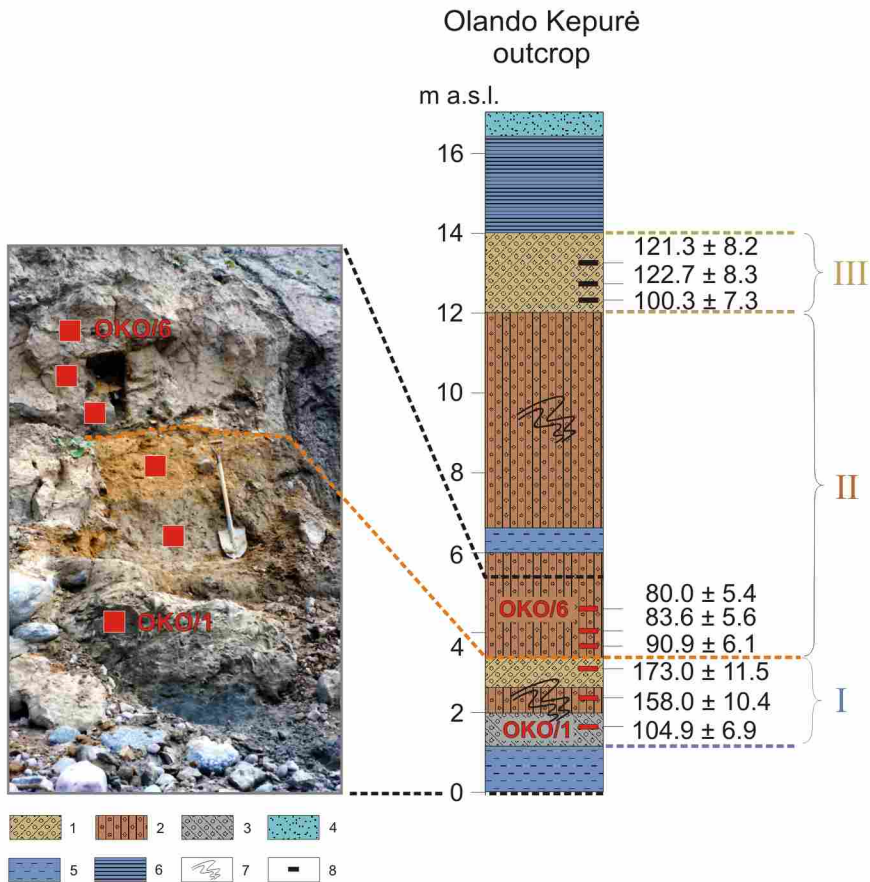 Olando Kepurė
outcrop
m a.s.l.
16
14
121.3 ± 8.2
122.7 ± 8.3
III
100.3 ± 7.3
OKO/6
12
10
8
II
6
80.0 ± 5.4
OKO/6
83.6 ± 5.6
4
90.9 ± 6.1
173.0 ± 11.5
OKO/1
158.0 ± 10.4
I
2
OKO/1
104.9 ± 6.9
0
1
2
3
4
5
6
7
8